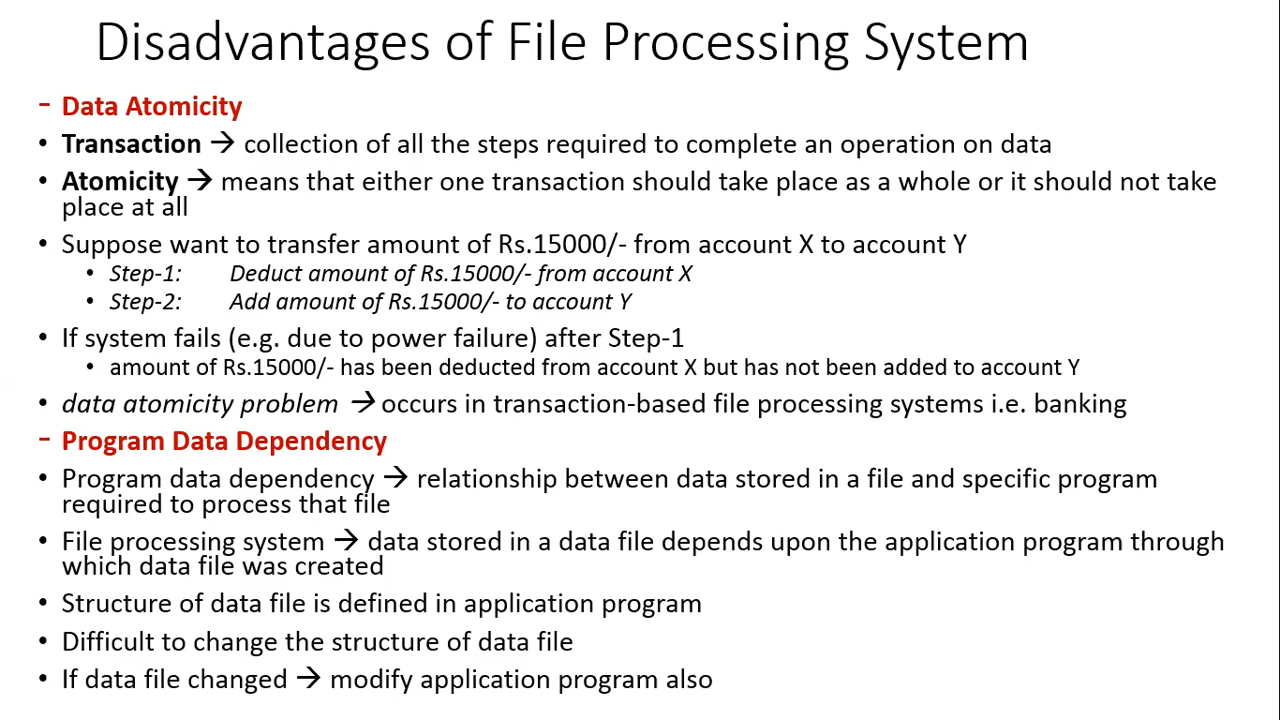 Disadvantages of File Processing System
- Data Atomicity
• Transaction → collection of all the steps required to complete an operation on data
• Atomicity → means that either one transaction should take place as a whole or it should not take
place at all
• Suppose want to transfer amount of Rs.15000/- from account X to account Y
• Step-1: Deduct amount of Rs.15000/- from account X
• Step-2: Add amount of Rs.15000/- to account Y
• If system fails (e.g. due to power failure) after Step-1
• amount of Rs.15000/- has been deducted from account X but has not been added to account Y
• data atomicity problem → occurs in transaction-based file processing systems i.e. banking
- Program Data Dependency
• Program data dependency → relationship between data stored in a file and specific program
required to process that file
• File processing system → data stored in a data file depends upon the application program through
which data file was created
• Structure of data file is defined in application program
• Difficult to change the structure of data file
• If data file changed → modify application program also